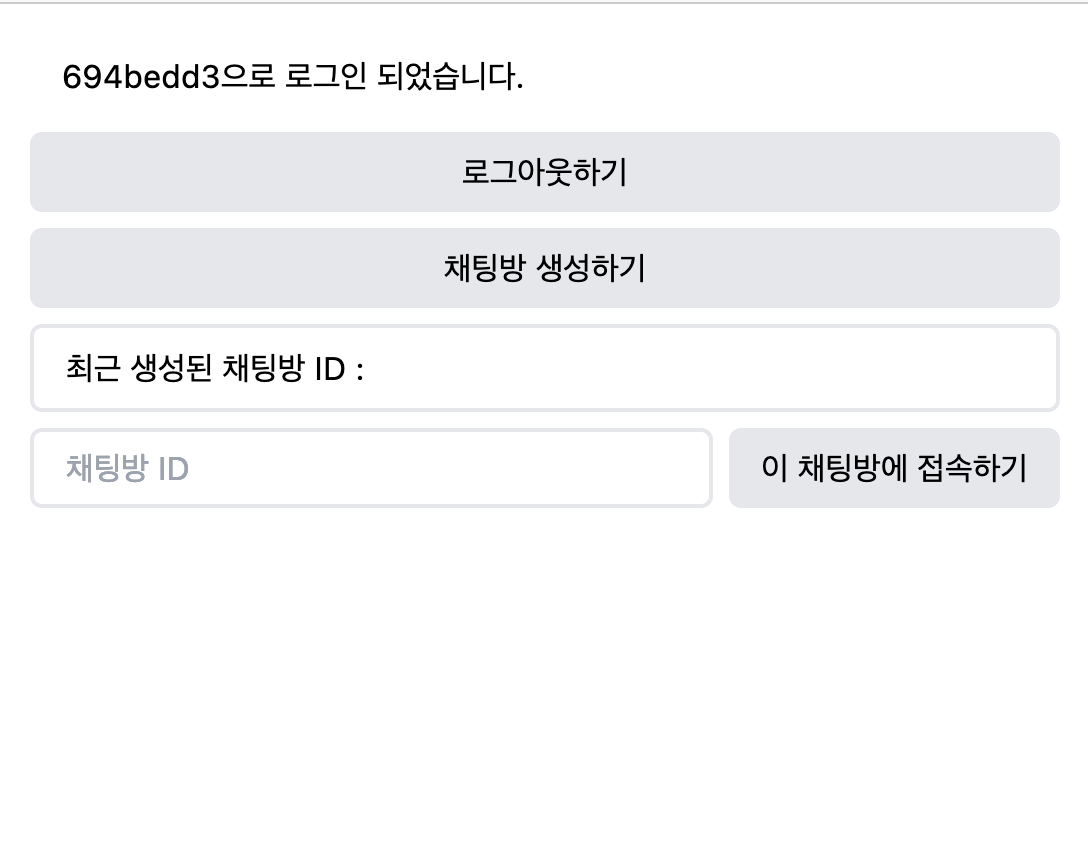 694bedd3으로 로그인 되었습니다.
로그아웃하기
채팅방 생성하기
최근 생성된 채팅방 ID :
채팅방 ID
이 채팅방에 접속하기